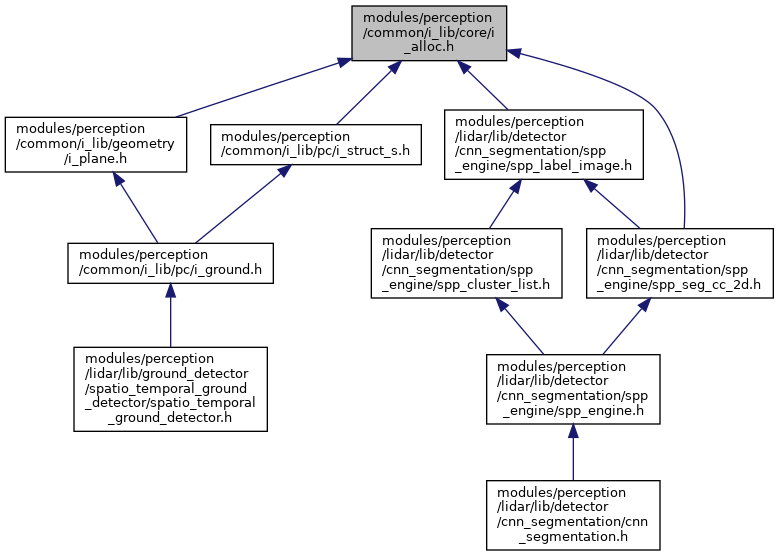 modules/perception
/common/i_lib/core/i
_alloc.h
modules/perception
/common/i_lib/geometry
/i_plane.h
modules/perception
/common/i_lib/pc/i_struct_s.h
modules/perception
/lidar/lib/detector
/cnn_segmentation/spp
_engine/spp_label_image.h
modules/perception
/common/i_lib/pc/i_ground.h
modules/perception
/lidar/lib/detector
/cnn_segmentation/spp
_engine/spp_cluster_list.h
modules/perception
/lidar/lib/detector
/cnn_segmentation/spp
_engine/spp_seg_cc_2d.h
modules/perception
/lidar/lib/ground_detector
/spatio_temporal_ground
_detector/spatio_temporal
_ground_detector.h
modules/perception
/lidar/lib/detector
/cnn_segmentation/spp
_engine/spp_engine.h
modules/perception
/lidar/lib/detector
/cnn_segmentation/cnn
_segmentation.h